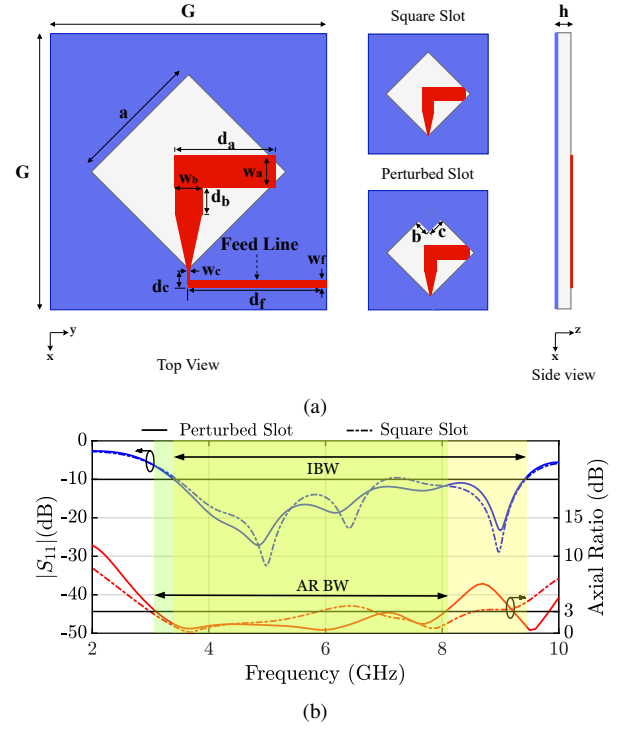 G
Square Slot
h
a
d_a
G
w_a
w_b
d_b
Perturbed Slot
b
c
Feed Line
w_f
w_c
d_c
d_f
y
x
Top View
z
x
Side view
(a)
Perturbed Slot
Square Slot
0
-10
-20
-30
-40
-50
|S_11|(dB)
IBW
AR BW
15
10
3
0
Axial Ratio (dB)
2
4
6
8
10
Frequency (GHz)
(b)